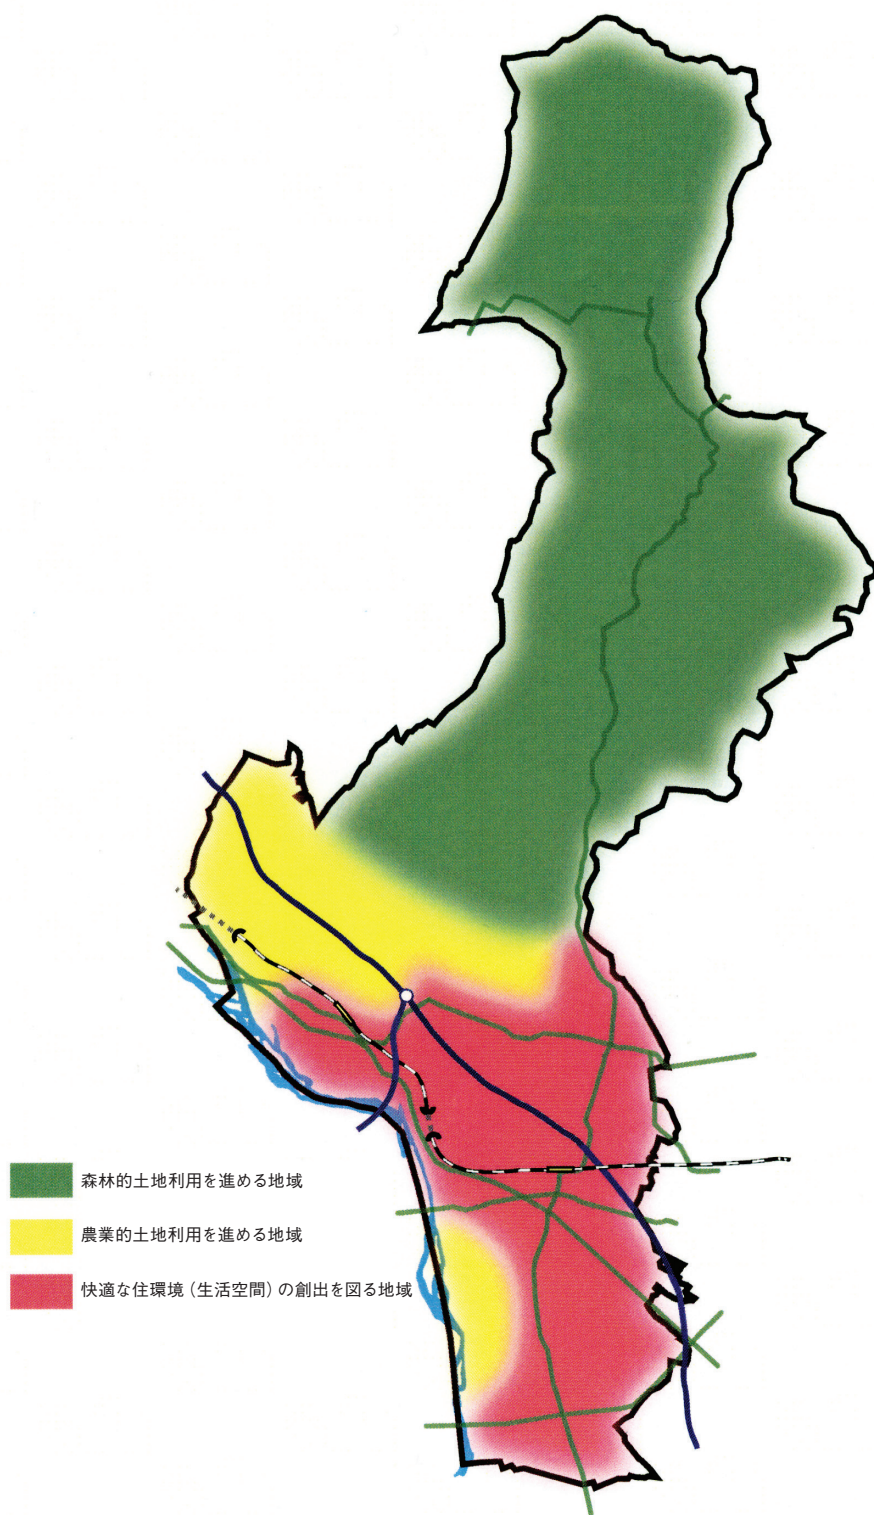 森林的土地利用を進める地域
農業的土地利用を進める地域
快適な住環境（生活空間）の創出を図る地域